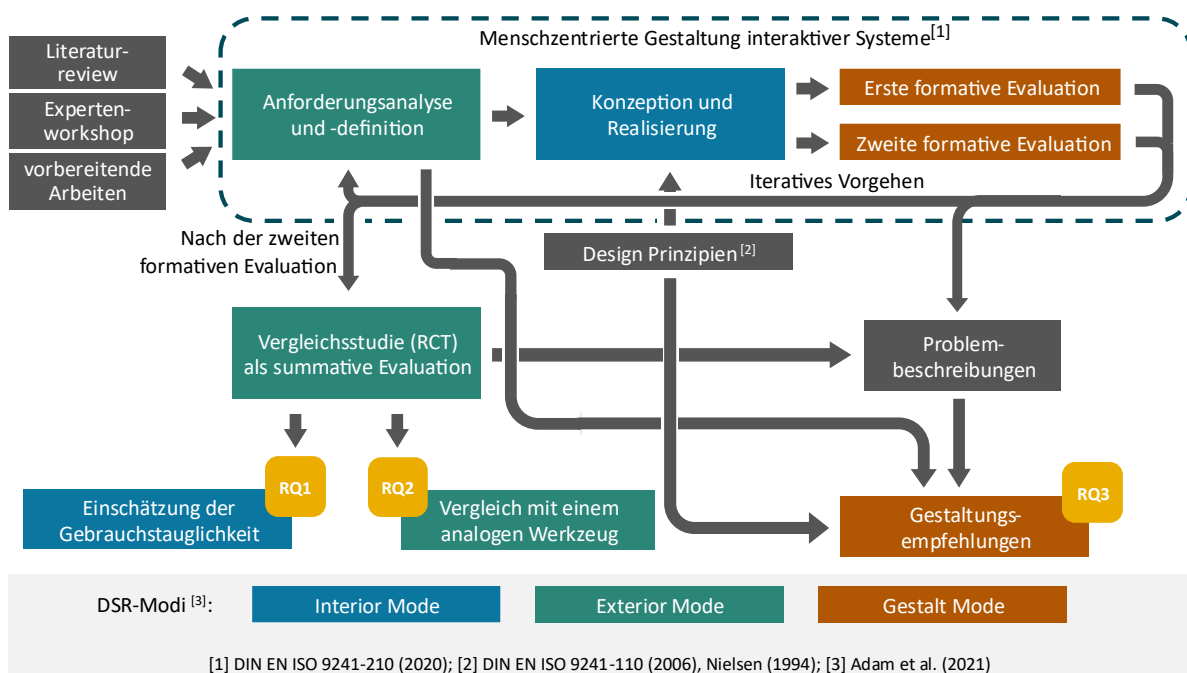 Menschzentrierte Gestaltung interaktiver Systeme[1]
Literatur-
review
Experten-
workshop
vorbereitende
Arbeiten
Anforderungsanalyse
und -definition
Konzeption und
Realisierung
Erste formative Evaluation
Zweite formative Evaluation
Iteratives Vorgehen
Nach der zweiten
formativen Evaluation
Design Prinzipien [2]
Vergleichsstudie (RCT)
als summative Evaluation
Problem-
beschreibungen
RQ1
RQ2
RQ3
Einschätzung der
Gebrauchstauglichkeit
Vergleich mit einem
analogen Werkzeug
Gestaltungs-
empfehlungen
DSR-Modi [3]:
Interior Mode
Exterior Mode
Gestalt Mode
[1] DIN EN ISO 9241-210 (2020); [2] DIN EN ISO 9241-110 (2006), Nielsen (1994); [3] Adam et al. (2021)